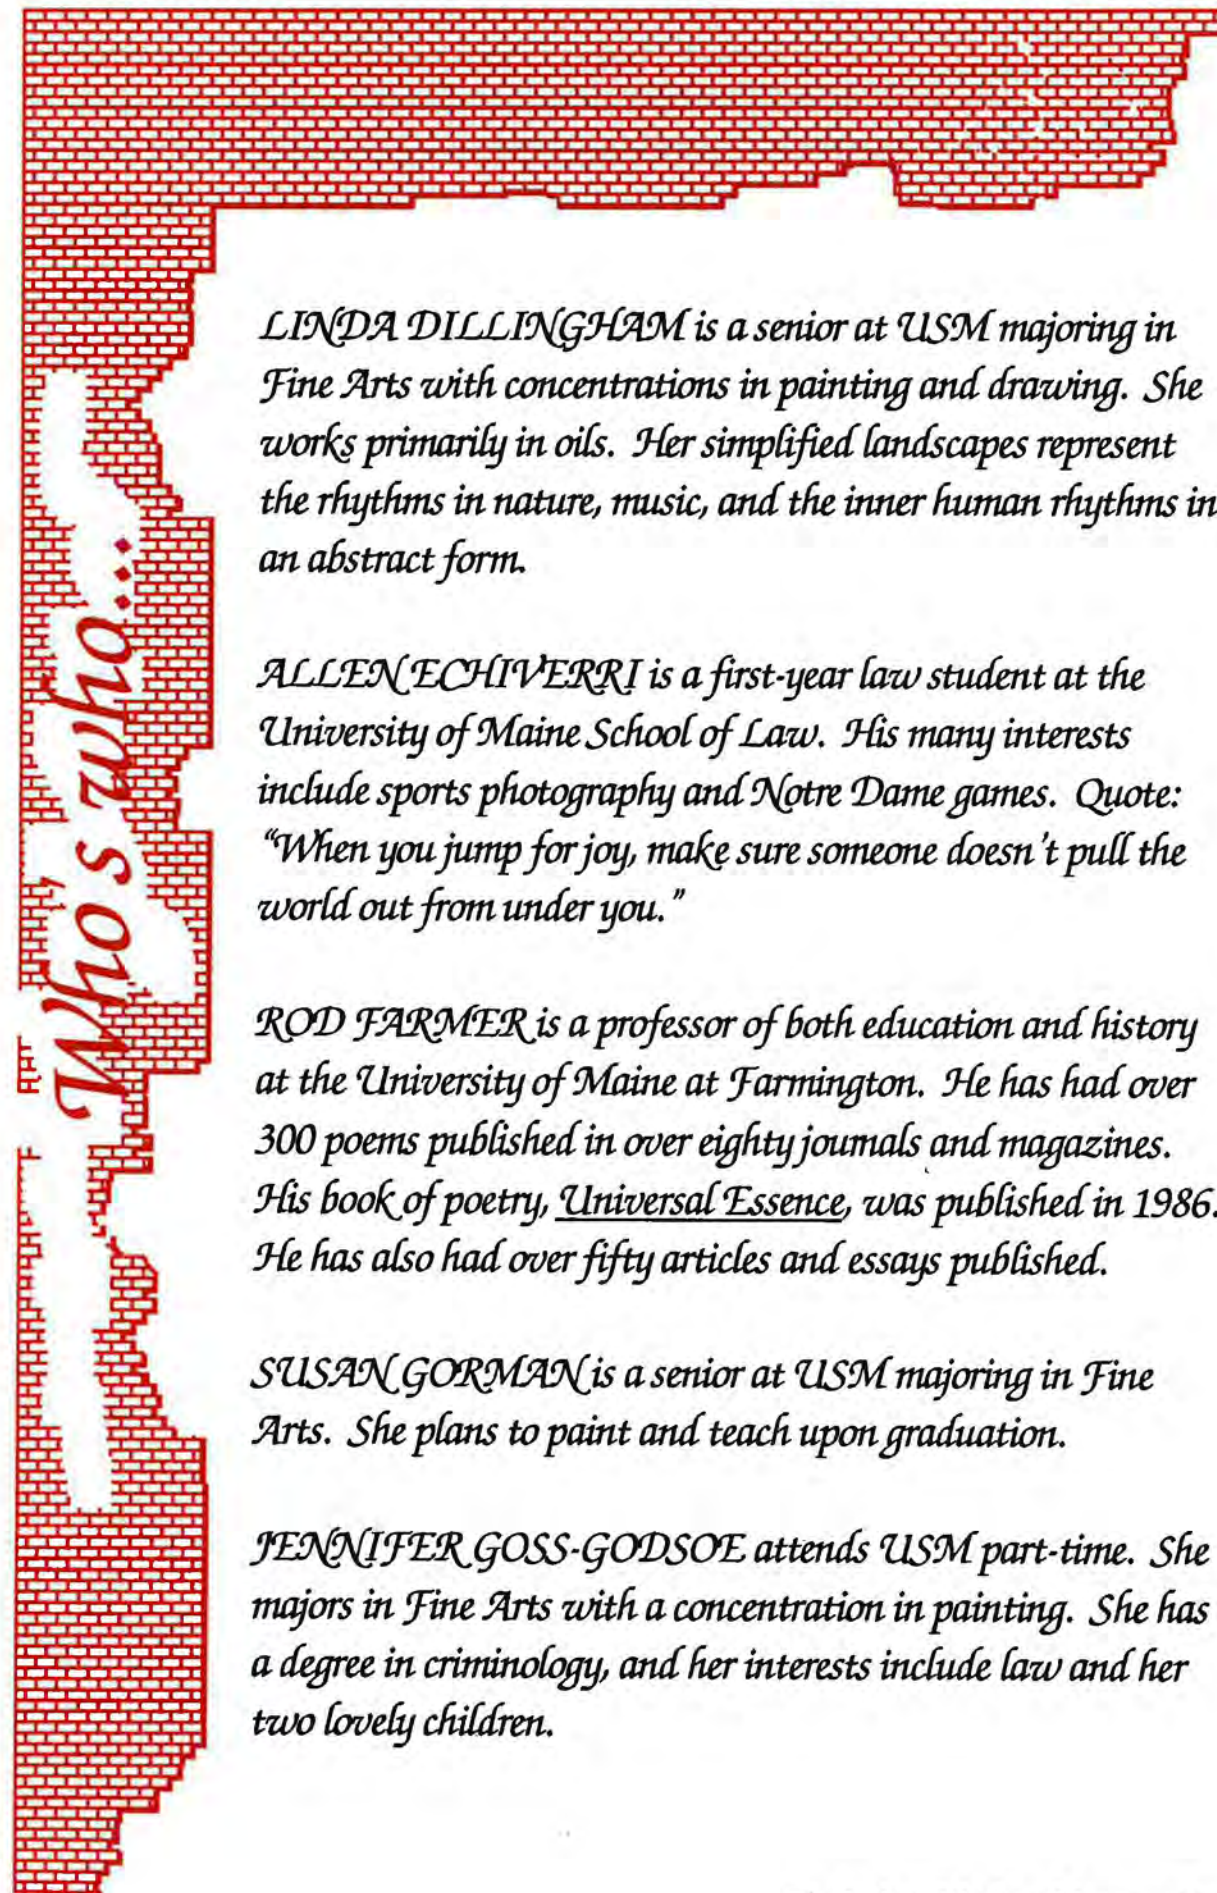 Who's who...
LINDA DILLINGHAM is a senior at USM majoring in
Fine Arts with concentrations in painting and drawing. She
works primarily in oils. Her simplified landscapes represent
the rhythms in nature, music, and the inner human rhythms in
an abstract form.
ALLEN ECHIVERRI is a first-year law student at the
University of Maine School of Law. His many interests
include sports photography and Notre Dame games. Quote:
"When you jump for joy, make sure someone doesn't pull the
world out from under you."
ROD FARMER is a professor of both education and history
at the University of Maine at Farmington. He has had over
300 poems published in over eighty journals and magazines.
His book of poetry, Universal Essence, was published in 1986.
He has also had over fifty articles and essays published.
SUSAN GORMAN is a senior at USM majoring in Fine
Arts. She plans to paint and teach upon graduation.
JENNIFER GOSS-GODSOE attends USM part-time. She
majors in Fine Arts with a concentration in painting. She has
a degree in criminology, and her interests include law and her
two lovely children.